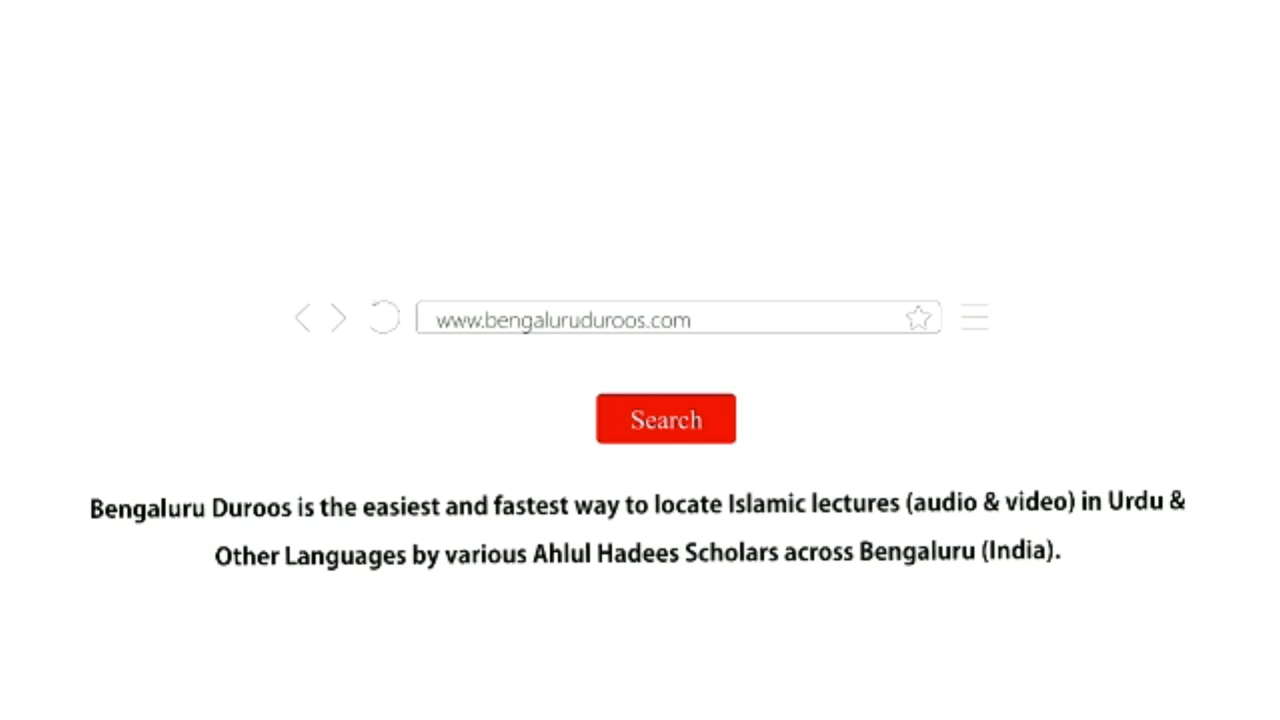 www.bengaluruduroos.com
Search
Bengaluru Duroos is the easiest and fastest way to locate Islamic lectures (audio & video) in Urdu &
Other Languages by various Ahlul Hadees Scholars across Bengaluru (India).